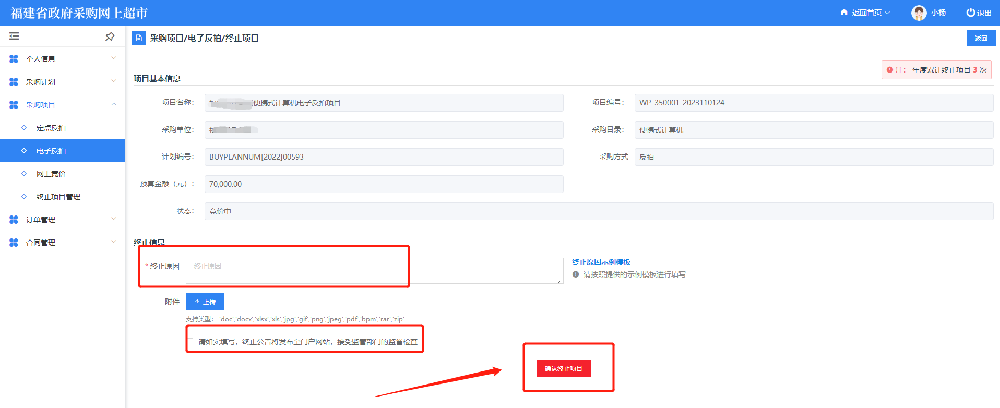 福建省政府采购网上超市
返回首页
小杨
退出
个人信息
采购计划
采购项目
定点反拍
电子反拍
网上竞价
终止项目管理
订单管理
合同管理
采购项目/电子反拍/终止项目
返回
注： 年度累计终止项目 3 次
项目基本信息
项目名称： 便携式计算机电子反拍项目
项目编号： WP-350001-2023110124
采购单位：
采购目录： 便携式计算机
计划编号： BUYPLANNUM[2022]00593
采购方式 反拍
预算金额（元）： 70,000.00
状态： 竞价中
终止信息
* 终止原因 终止原因
终止原因示例模板
请按照提供的示例模板进行填写
附件 上传
支持类型： 'doc','docx','xlsx','xls','jpg','gif','png','jpeg','pdf','bpm','rar','zip'
请如实填写，终止公告将发布至门户网站，接受监管部门的监督检查
确认终止项目